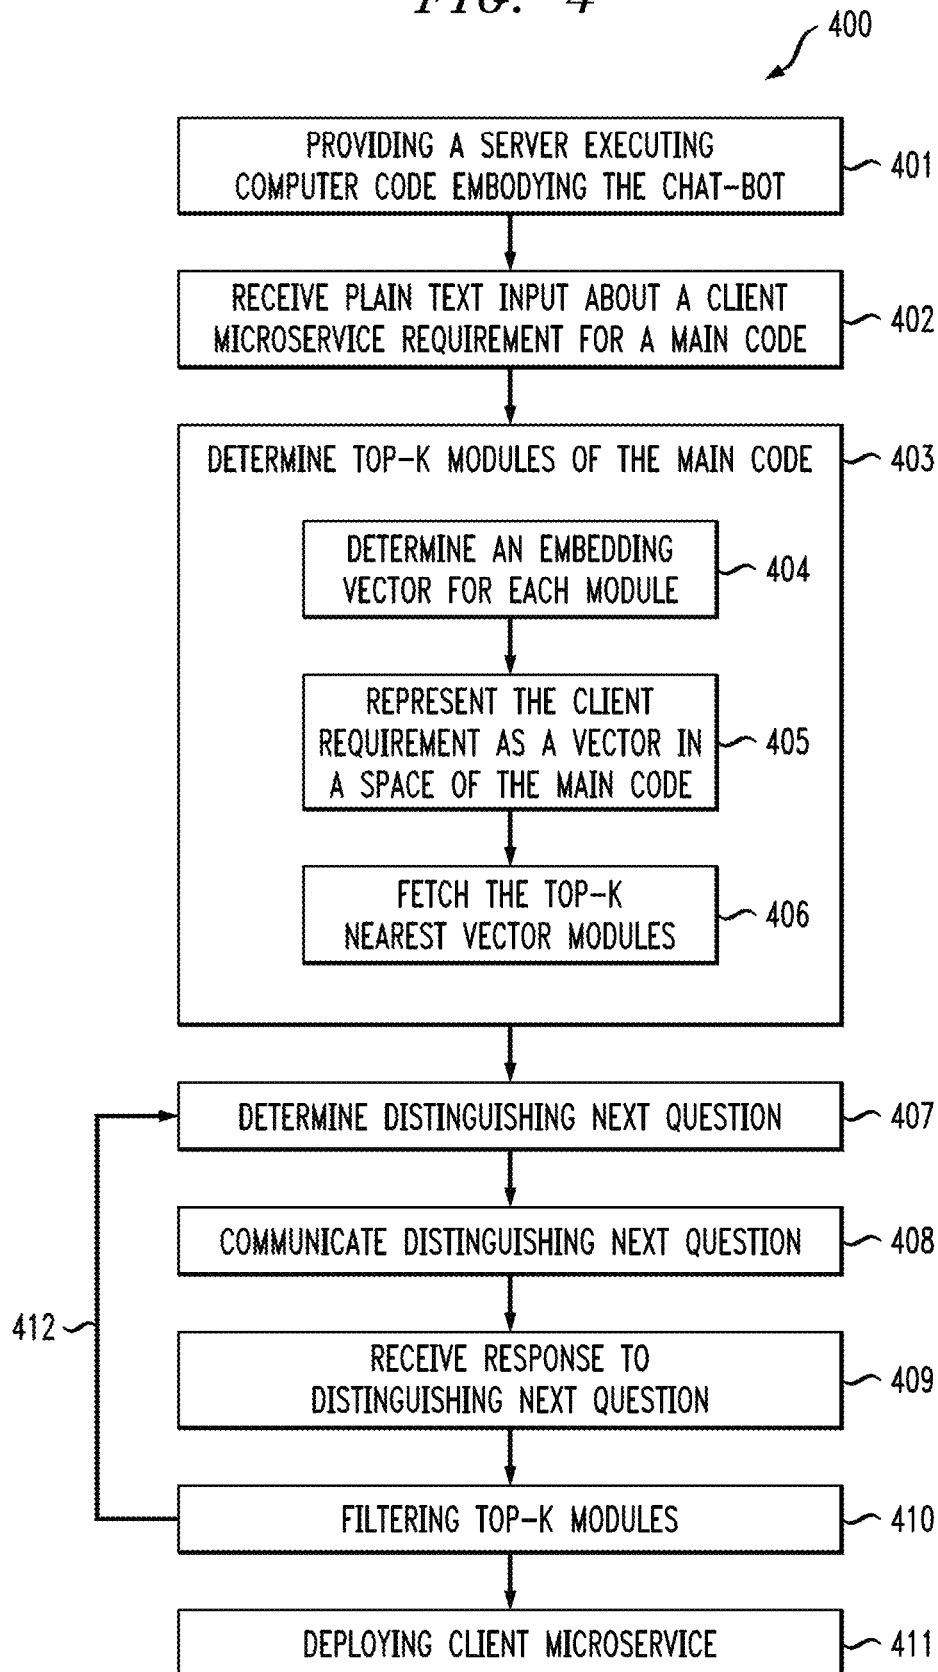 FIG. 4
400
PROVIDING A SERVER EXECUTING
COMPUTER CODE EMBODYING THE CHAT-BOT
401
RECEIVE PLAIN TEXT INPUT ABOUT A CLIENT
MICROSERVICE REQUIREMENT FOR A MAIN CODE
402
DETERMINE TOP-K MODULES OF THE MAIN CODE
403
DETERMINE AN EMBEDDING
VECTOR FOR EACH MODULE
404
REPRESENT THE CLIENT
REQUIREMENT AS A VECTOR IN
A SPACE OF THE MAIN CODE
405
FETCH THE TOP-K
NEAREST VECTOR MODULES
406
DETERMINE DISTINGUISHING NEXT QUESTION
407
COMMUNICATE DISTINGUISHING NEXT QUESTION
408
412
RECEIVE RESPONSE TO
DISTINGUISHING NEXT QUESTION
409
FILTERING TOP-K MODULES
410
DEPLOYING CLIENT MICROSERVICE
411